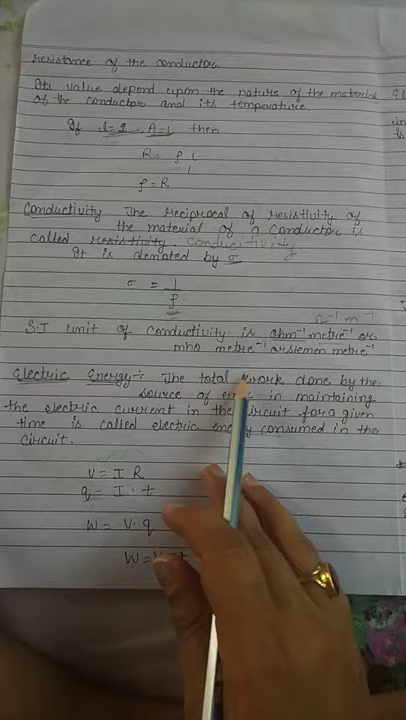 resistance of the conductor.
Its value depend upon the nature of the material
of the conductor and its temperature.
If l=1, A=1 then
R = ρ l
1
ρ = R
Conductivity The reciprocal of resistivity of
the material of a conductor is
called resistivity. Conductivity
It is denoted by σ
σ = 1
ρ
Ω⁻¹ m⁻¹
S.I unit of conductivity is ohm⁻¹ metre⁻¹ or
mho metre⁻¹ or siemen metre⁻¹
Electric Energy:- The total work done by the
source of in maintaining
the electric current in the circuit for a given
time is called electric energy consumed in the
circuit.
V = I R
q = I · t
W = V· q
W =